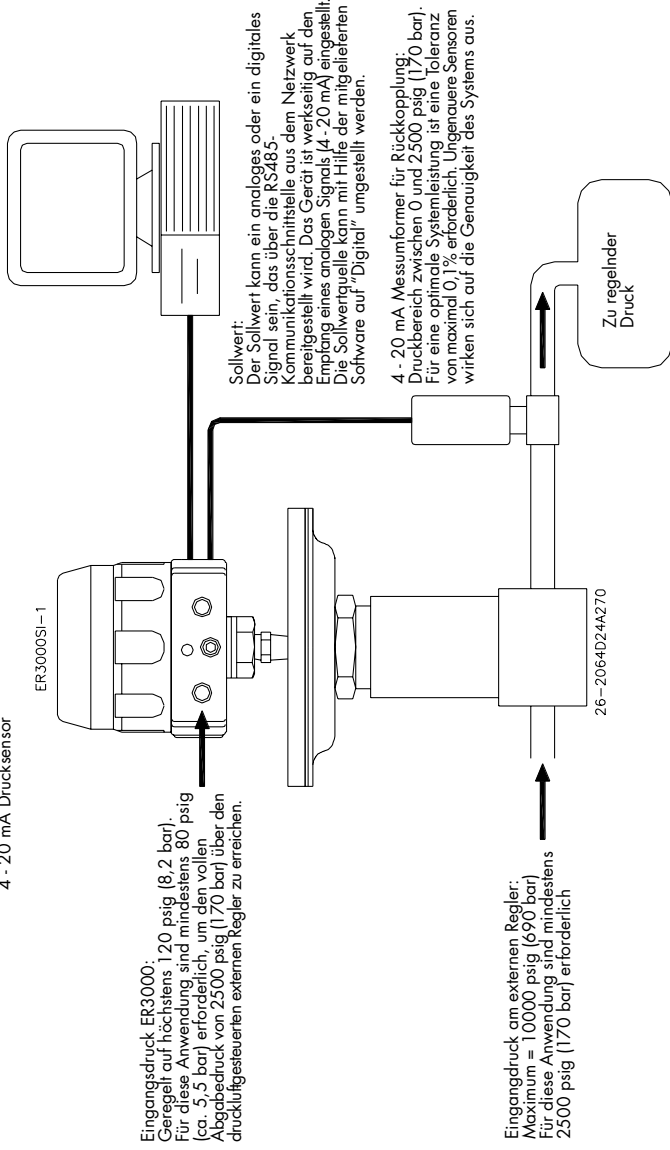 4 - 20 mA Drucksensor
ER3000SI-1
Eingangsdruck ER3000:
Geregelt auf höchstens 120 psig (8,2 bar).
Für diese Anwendung sind mindestens 80 psig
(ca. 5,5 bar) erforderlich, um den vollen
Abgabedruck von 2500 psig (170 bar) über den
druckluftgesteuerten externen Regler zu erreichen.
Sollwert:
Der Sollwert kann ein analoges oder ein digitales
Signal sein, das über die RS485-
Kommunikationsschnittstelle aus dem Netzwerk
bereitgestellt wird. Das Gerät ist werkseitig auf den
Empfang eines analogen Signals (4 - 20 mA) eingestellt.
Die Sollwertquelle kann mit Hilfe der mitgelieferten
Software auf "Digital" umgestellt werden.
4 - 20 mA Messumformer für Rückkopplung:
Druckbereich zwischen 0 und 2500 psig (170 bar).
Für eine optimale Systemleistung ist eine Toleranz
von maximal 0,1% erforderlich. Ungenauere Sensoren
wirken sich auf die Genauigkeit des Systems aus.
Eingangdruck am externen Regler:
Maximum = 10000 psig (690 bar)
Für diese Anwendung sind mindestens
2500 psig (170 bar) erforderlich
26-2064D24A270
Zu regelnder
Druck